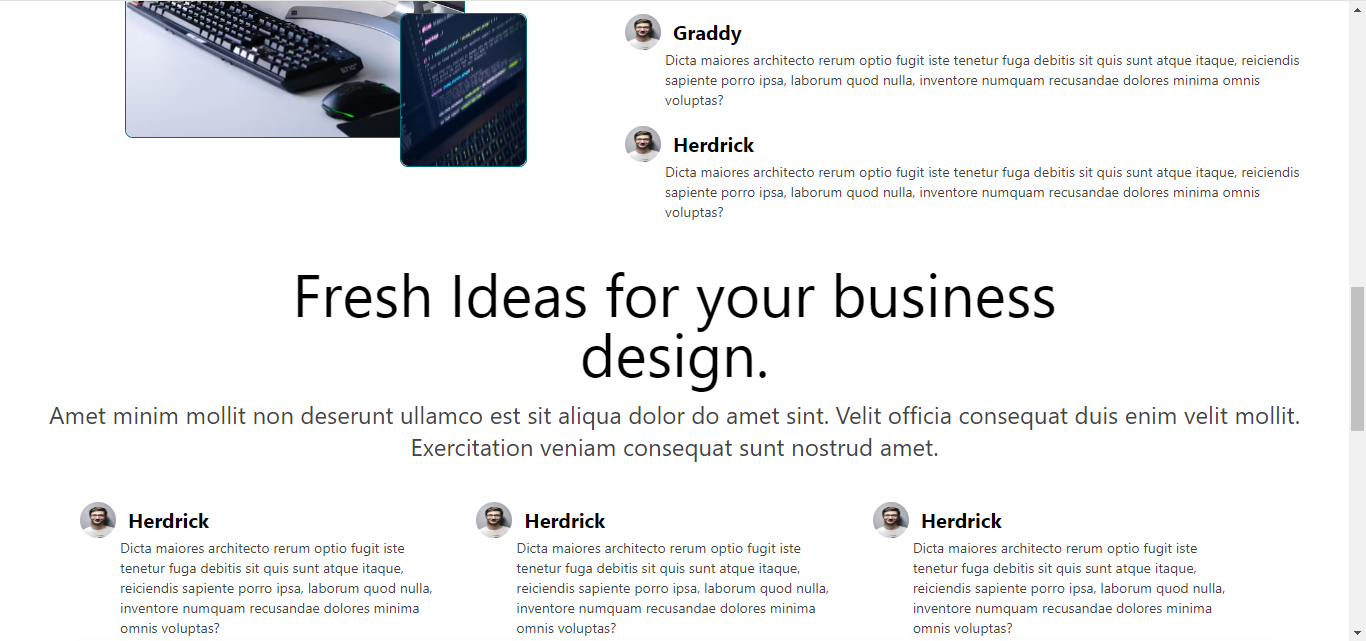 Graddy
Dicta maiores architecto rerum optio fugit iste tenetur fuga debitis sit quis sunt atque itaque, reiciendis
sapiente porro ipsa, laborum quod nulla, inventore numquam recusandae dolores minima omnis
voluptas?
Herdrick
Dicta maiores architecto rerum optio fugit iste tenetur fuga debitis sit quis sunt atque itaque, reiciendis
sapiente porro ipsa, laborum quod nulla, inventore numquam recusandae dolores minima omnis
voluptas?
Fresh Ideas for your business
design.
Amet minim mollit non deserunt ullamco est sit aliqua dolor do amet sint. Velit officia consequat duis enim velit mollit.
Exercitation veniam consequat sunt nostrud amet.
Herdrick
Dicta maiores architecto rerum optio fugit iste
tenetur fuga debitis sit quis sunt atque itaque,
reiciendis sapiente porro ipsa, laborum quod nulla,
inventore numquam recusandae dolores minima
omnis voluptas?
Herdrick
Dicta maiores architecto rerum optio fugit iste
tenetur fuga debitis sit quis sunt atque itaque,
reiciendis sapiente porro ipsa, laborum quod nulla,
inventore numquam recusandae dolores minima
omnis voluptas?
Herdrick
Dicta maiores architecto rerum optio fugit iste
tenetur fuga debitis sit quis sunt atque itaque,
reiciendis sapiente porro ipsa, laborum quod nulla,
inventore numquam recusandae dolores minima
omnis voluptas?